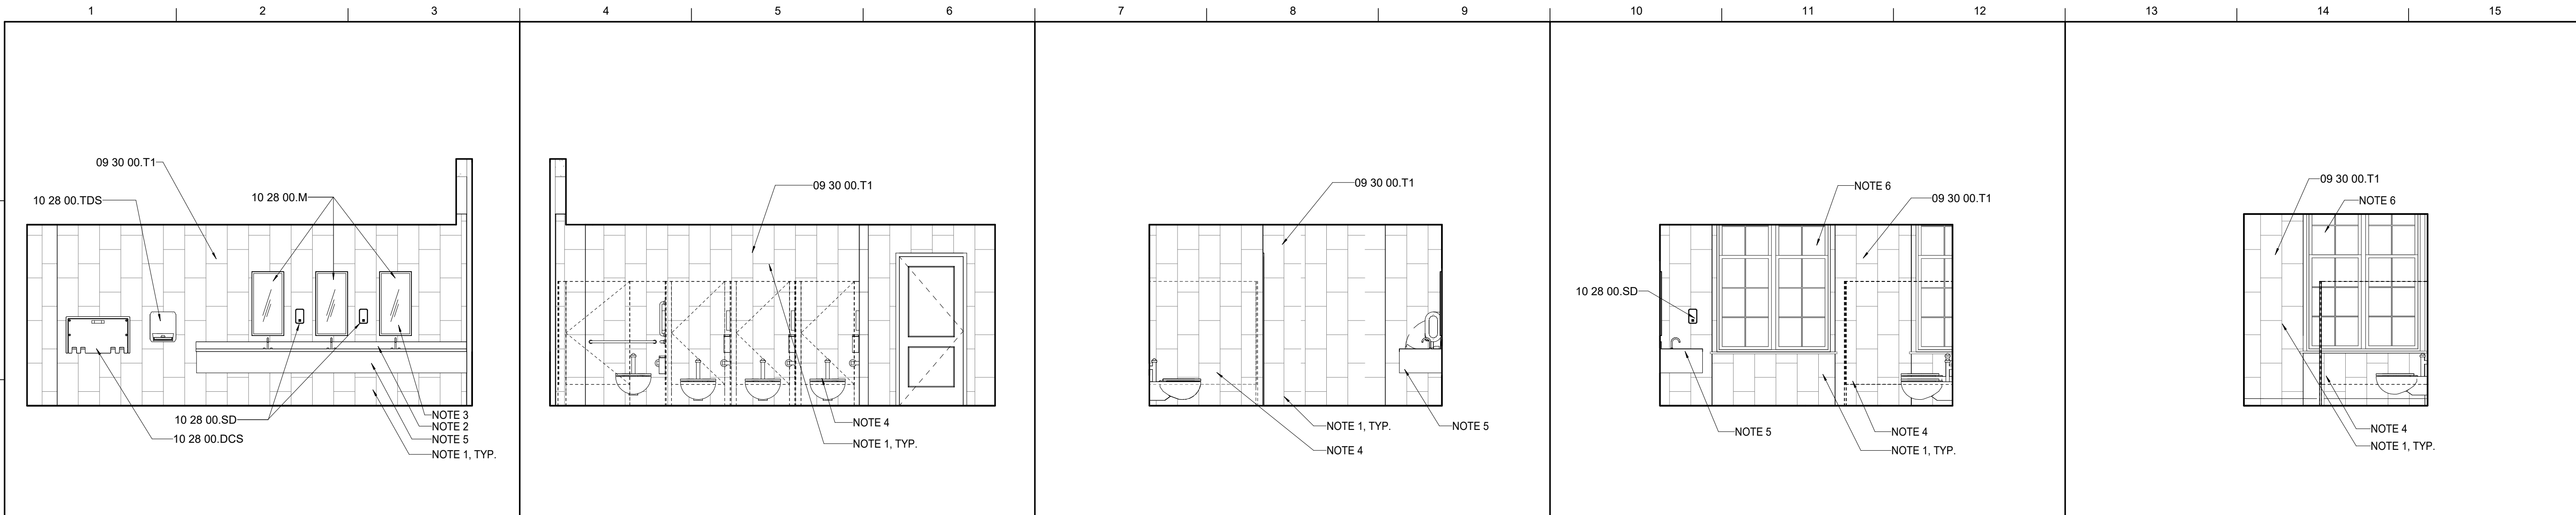 1 2 3 4 5 6 7 8 9 10 11 12 13 14 15
09 30 00.T1
10 28 00.TDS
10 28 00.M
10 28 00.SD
10 28 00.DCS
NOTE 3
NOTE 2
NOTE 5
NOTE 1, TYP.
09 30 00.T1
NOTE 4
NOTE 1, TYP.
09 30 00.T1
NOTE 1, TYP.
NOTE 4
NOTE 5
NOTE 6
09 30 00.T1
10 28 00.SD
NOTE 5
NOTE 4
NOTE 1, TYP.
09 30 00.T1
NOTE 6
NOTE 4
NOTE 1, TYP.